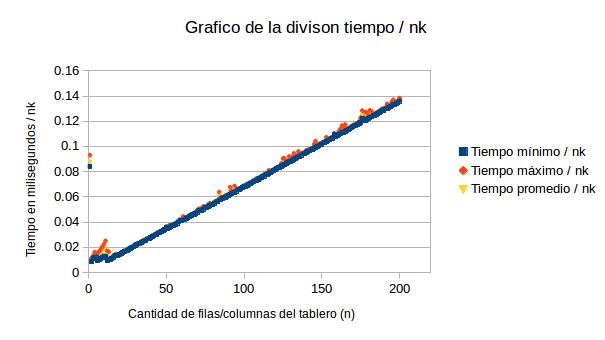 Grafico de la divison tiempo / nk
Tiempo en milisegundos / nk
0.16
0.14
0.12
0.1
0.08
0.06
0.04
0.02
0
0
50
100
150
200
Cantidad de filas/columnas del tablero (n)
Tiempo mínimo / nk
Tiempo máximo / nk
Tiempo promedio / nk